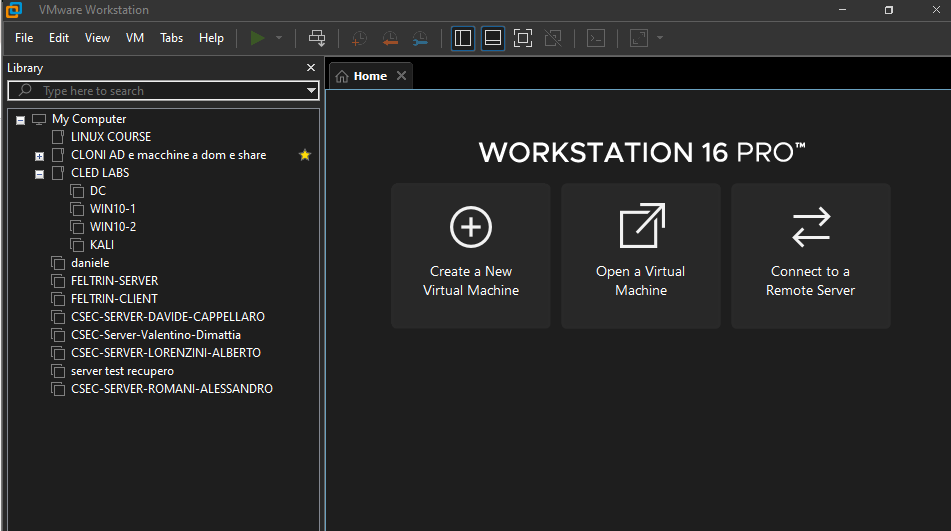 VMware Workstation
File Edit View VM Tabs Help
Library
Type here to search
My Computer
LINUX COURSE
CLONI AD e macchine a dom e share
CLED LABS
DC
WIN10-1
WIN10-2
KALI
daniele
FELTRIN-SERVER
FELTRIN-CLIENT
CSEC-SERVER-DAVIDE-CAPPELLARO
CSEC-Server-Valentino-Dimattia
CSEC-SERVER-LORENZINI-ALBERTO
server test recupero
CSEC-SERVER-ROMANI-ALESSANDRO
Home
WORKSTATION 16 PRO™
Create a New
Virtual Machine
Open a Virtual
Machine
Connect to a
Remote Server